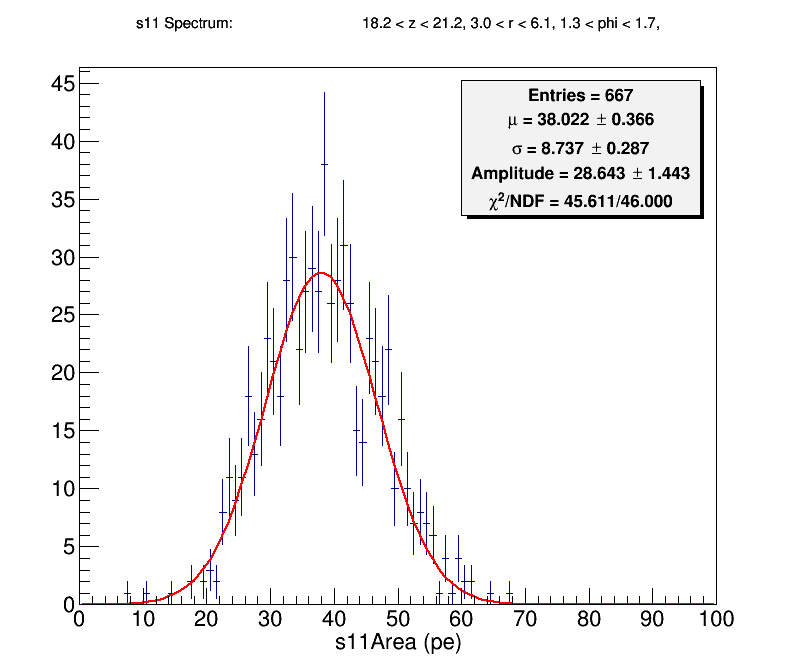 s11 Spectrum: 18.2 < z < 21.2, 3.0 < r < 6.1, 1.3 < phi < 1.7,
Entries = 667
μ = 38.022 ± 0.366
σ = 8.737 ± 0.287
Amplitude = 28.643 ± 1.443
χ²/NDF = 45.611/46.000
45
40
35
30
25
20
15
10
5
0
0 10 20 30 40 50 60 70 80 90 100
s11Area (pe)